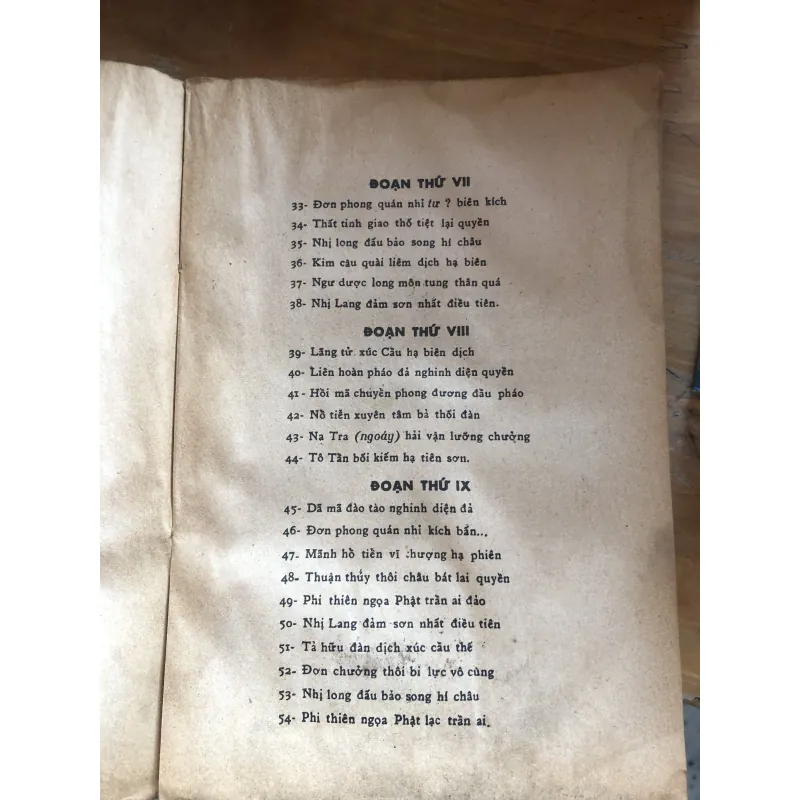 ĐOẠN THỨ VII
33- Đơn phong quán nhỉ tư ? biên kích
34- Thất tinh giao thố tiệt lại quyền
35- Nhị long đấu bảo song hí châu
36- Kim câu quải liêm dịch hạ biên
37- Ngư dược long môn tung thân quá
38- Nhị Lang đảm sơn nhất điều tiên.
ĐOẠN THỨ VIII
39- Lãng tử xúc Cầu hạ biên dịch
40- Liên hoàn pháo đả nghinh diện quyền
41- Hồi mã chuyển phong đương đầu pháo
42- Nỏ tiễn xuyên tâm bả thối đàn
43- Na Tra (ngoáy) hải vận lưỡng chưởng
44- Tô Tần bối kiếm hạ tiên sơn.
ĐOẠN THỨ IX
45- Dã mã đào tào nghinh diện đả
46- Đơn phong quán nhỉ kích bản...
47- Mãnh hổ tiễn vĩ thượng hạ phiên
48- Thuận thủy thôi châu bát lai quyền
49- Phi thiên ngọa Phật trần ai đảo
50- Nhị Lang đảm sơn nhất điều tiên
51- Tả hữu đàn dịch xúc cầu thế
52- Đơn chưởng thôi bi lực vô cùng
53- Nhị long đấu bảo song hí châu
54- Phi thiên ngọa Phật lạc trần ai.